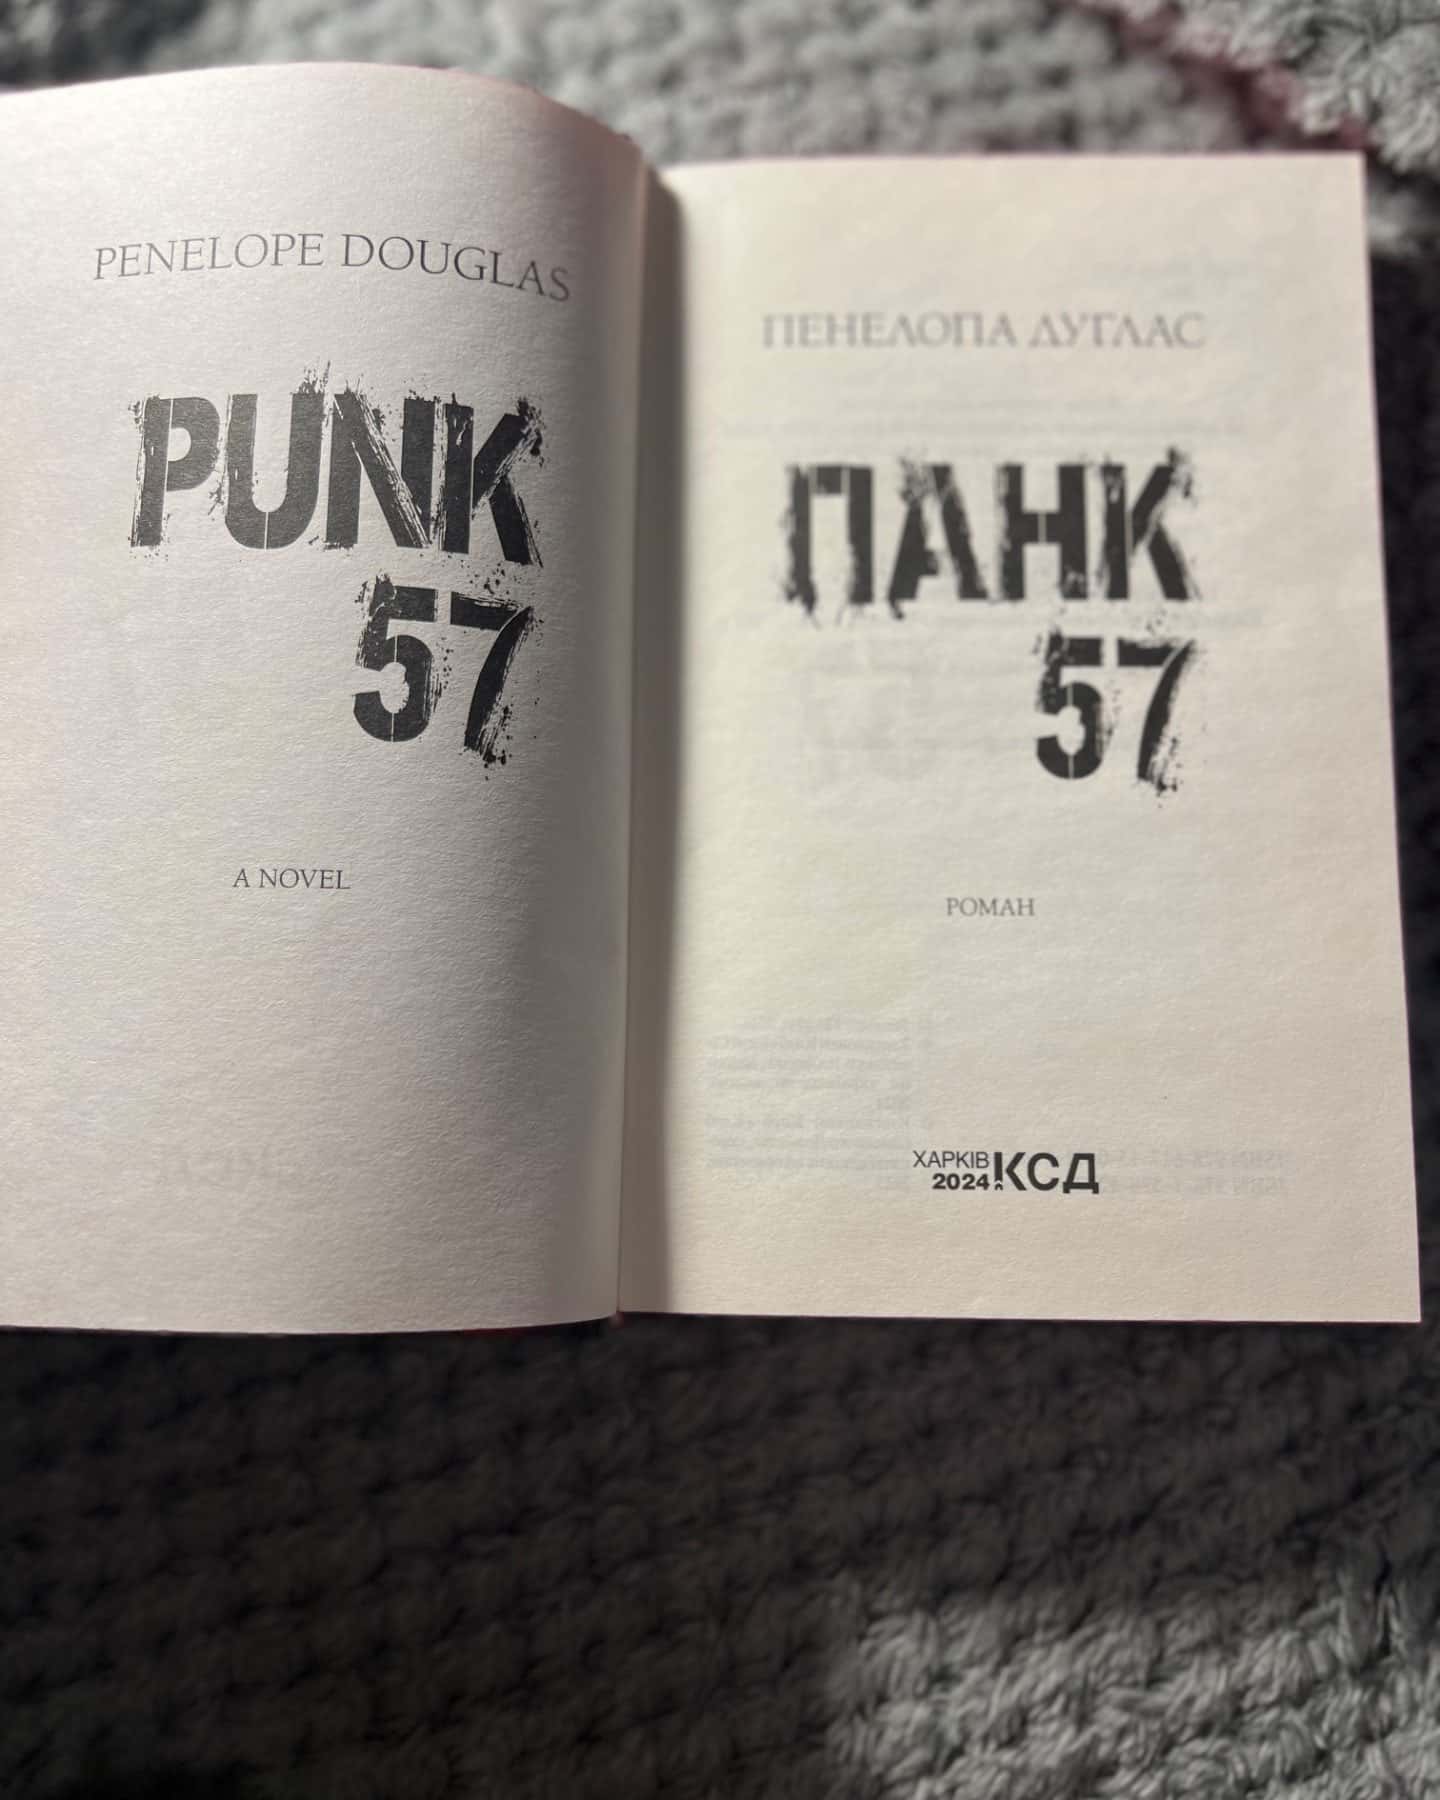 PENELOPE DOUGLAS
PUNK
57
A NOVEL
ПЕНЕЛОПА ДУГЛАС
ПАНК
57
РОМАН
ХАРКІВ КСД
2024